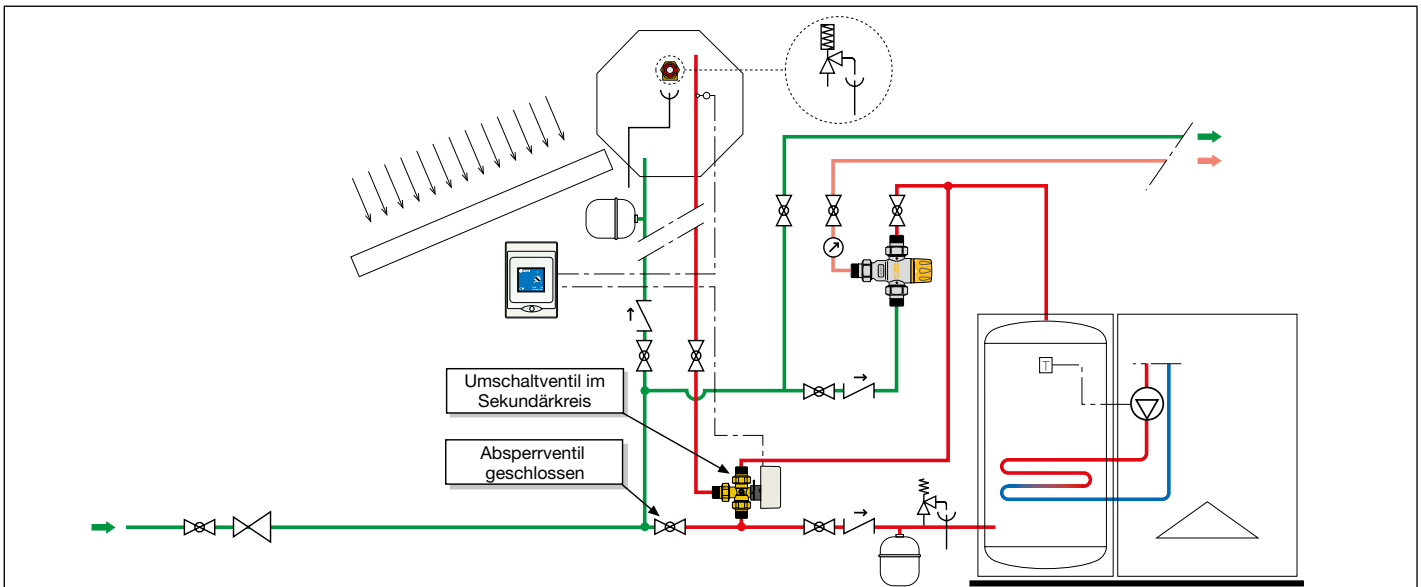 Umschaltventil im
Sekundärkreis
Absperrventil
geschlossen
T